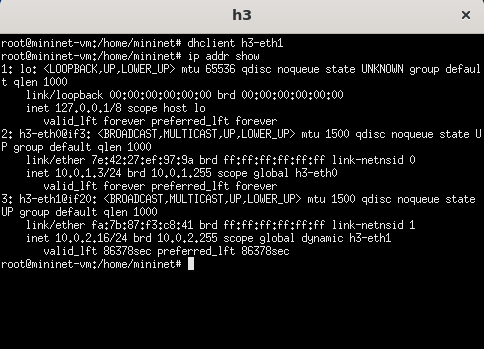 h3
root@mininet-vm:/home/mininet# dhclient h3-eth1
root@mininet-vm:/home/mininet# ip addr show
1: lo: <LOOPBACK,UP,LOWER_UP> mtu 65536 qdisc noqueue state UNKNOWN group defaul
t qlen 1000
    link/loopback 00:00:00:00:00:00 brd 00:00:00:00:00:00
    inet 127.0.0.1/8 scope host lo
       valid_lft forever preferred_lft forever
2: h3-eth0@if3: <BROADCAST,MULTICAST,UP,LOWER_UP> mtu 1500 qdisc noqueue state U
P group default qlen 1000
    link/ether 7e:42:27:ef:97:9a brd ff:ff:ff:ff:ff:ff link-netnsid 0
    inet 10.0.1.3/24 brd 10.0.1.255 scope global h3-eth0
       valid_lft forever preferred_lft forever
3: h3-eth1@if20: <BROADCAST,MULTICAST,UP,LOWER_UP> mtu 1500 qdisc noqueue state
UP group default qlen 1000
    link/ether fa:7b:87:f3:c8:41 brd ff:ff:ff:ff:ff:ff link-netnsid 1
    inet 10.0.2.16/24 brd 10.0.2.255 scope global dynamic h3-eth1
       valid_lft 86378sec preferred_lft 86378sec
root@mininet-vm:/home/mininet#